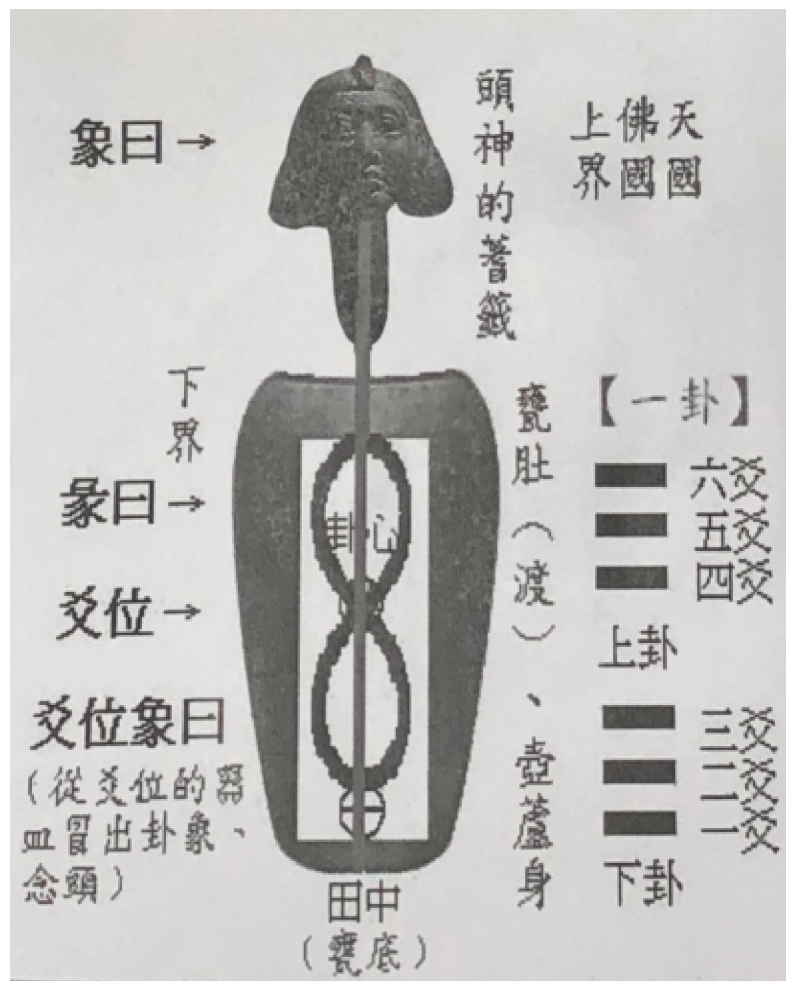 象曰→
頭神的蓍籤
天國
佛國
上界
下界
彖曰→
爻位→
爻位象曰
(從爻位的器
皿冒出卦象、
念頭)
卦心
甕肚(渡)、壺蘆身
【一卦】
六爻
五爻
四爻
上卦
三爻
二爻
一爻
下卦
田中
(甕底)